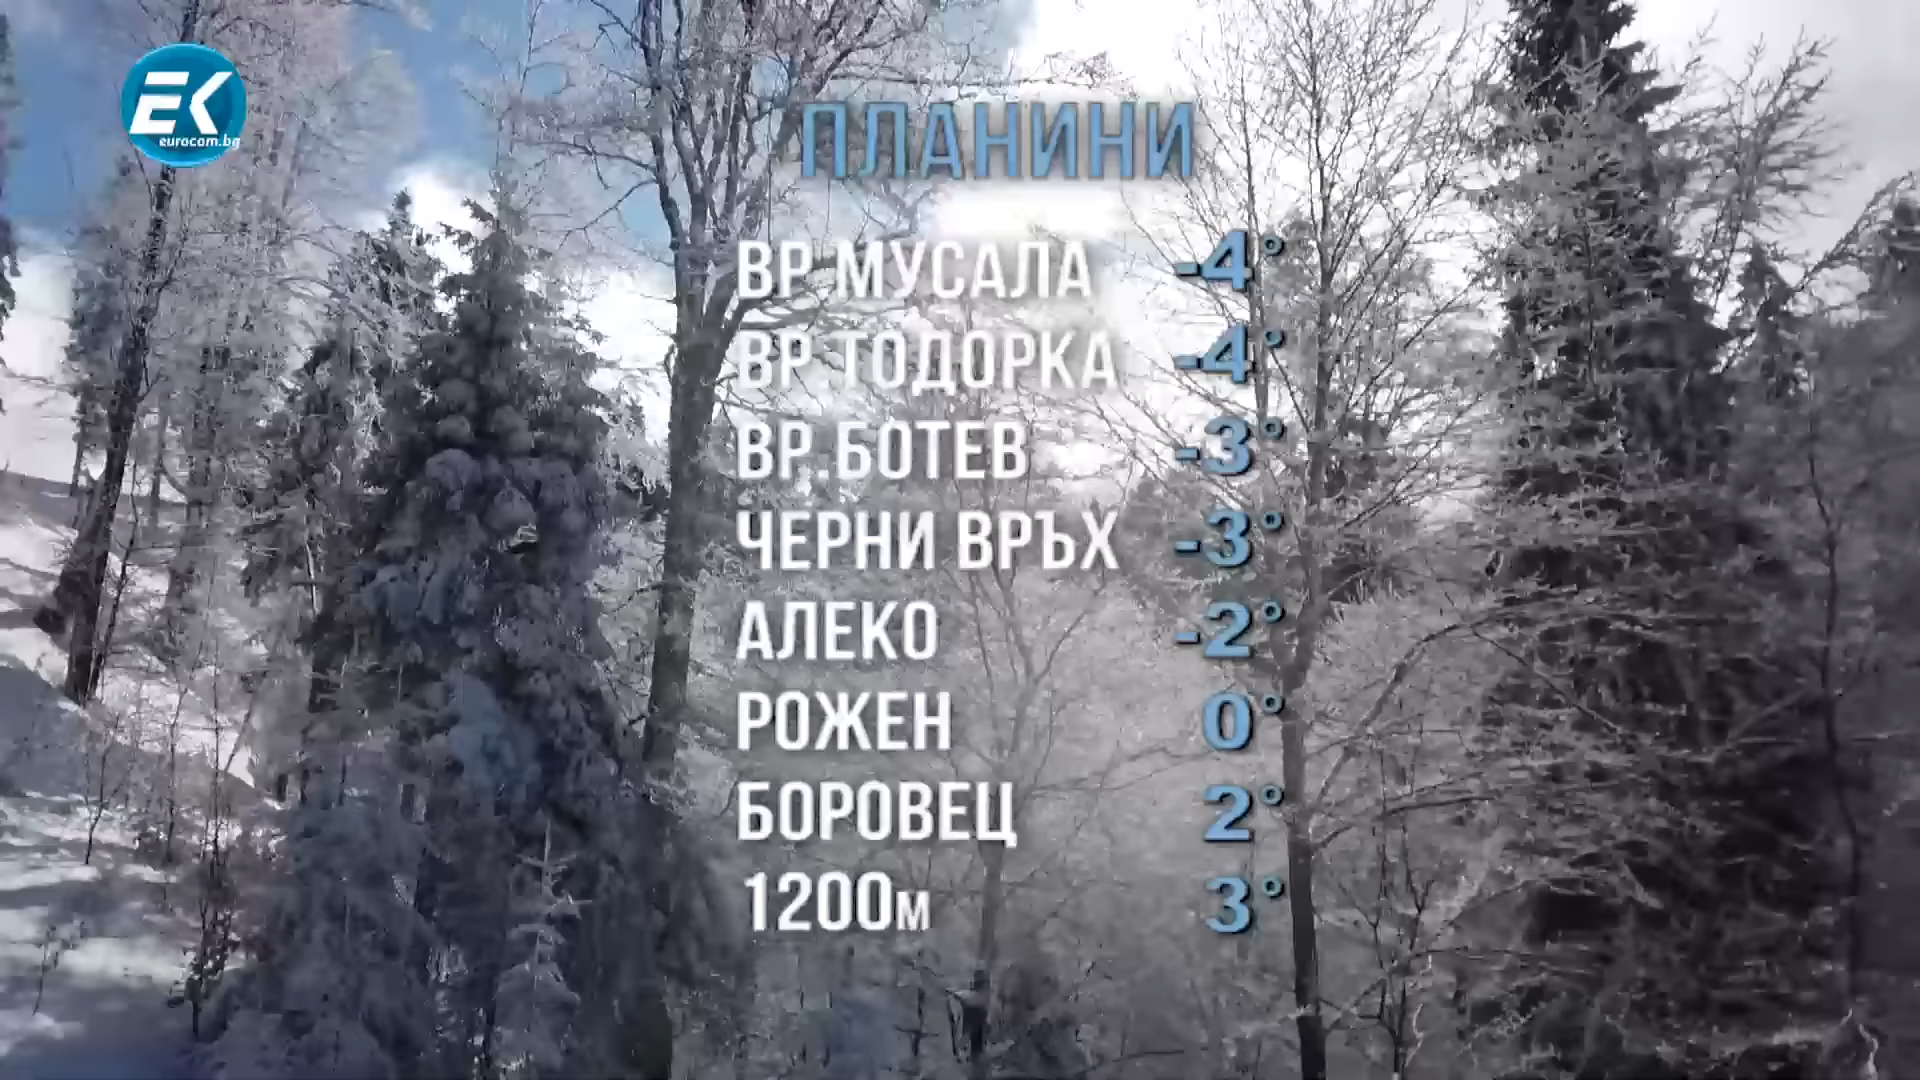 EK
eurocom.bg
ПЛАНИНИ
ВР.МУСАЛА -4°
ВР.ТОДОРКА -4°
ВР.БОТЕВ -3°
ЧЕРНИ ВРЪХ -3°
АЛЕКО -2°
РОЖЕН 0°
БОРОВЕЦ 2°
1200м 3°